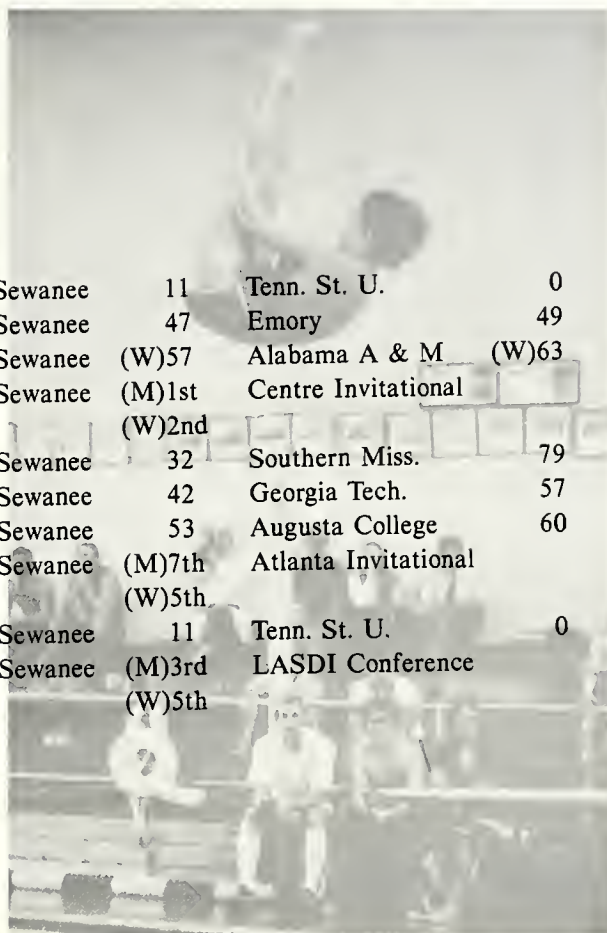 Sewanee 11 Tenn. St. U. 0
Sewanee 47 Emory 49
Sewanee (W)57 Alabama A & M (W)63
Sewanee (M)1st Centre Invitational
(W)2nd
Sewanee 32 Southern Miss. 79
Sewanee 42 Georgia Tech. 57
Sewanee 53 Augusta College 60
Sewanee (M)7th Atlanta Invitational
(W)5th
Sewanee 11 Tenn. St. U. 0
Sewanee (M)3rd LASDI Conference
(W)5th